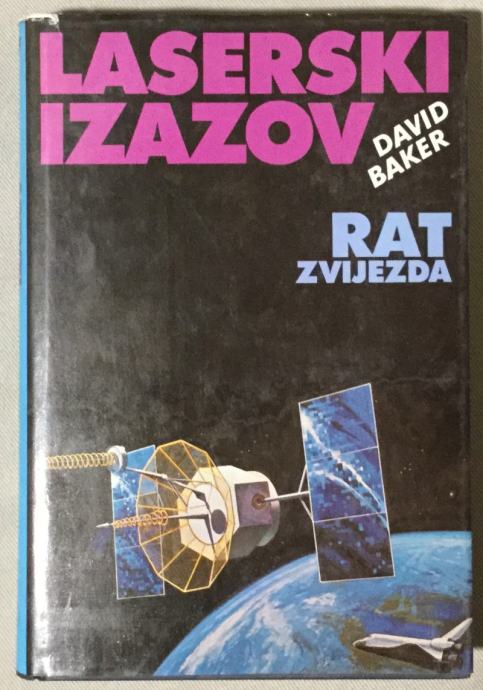 LASERSKI
IZAZOV
DAVID
BAKER
RAT
ZVIJEZDA